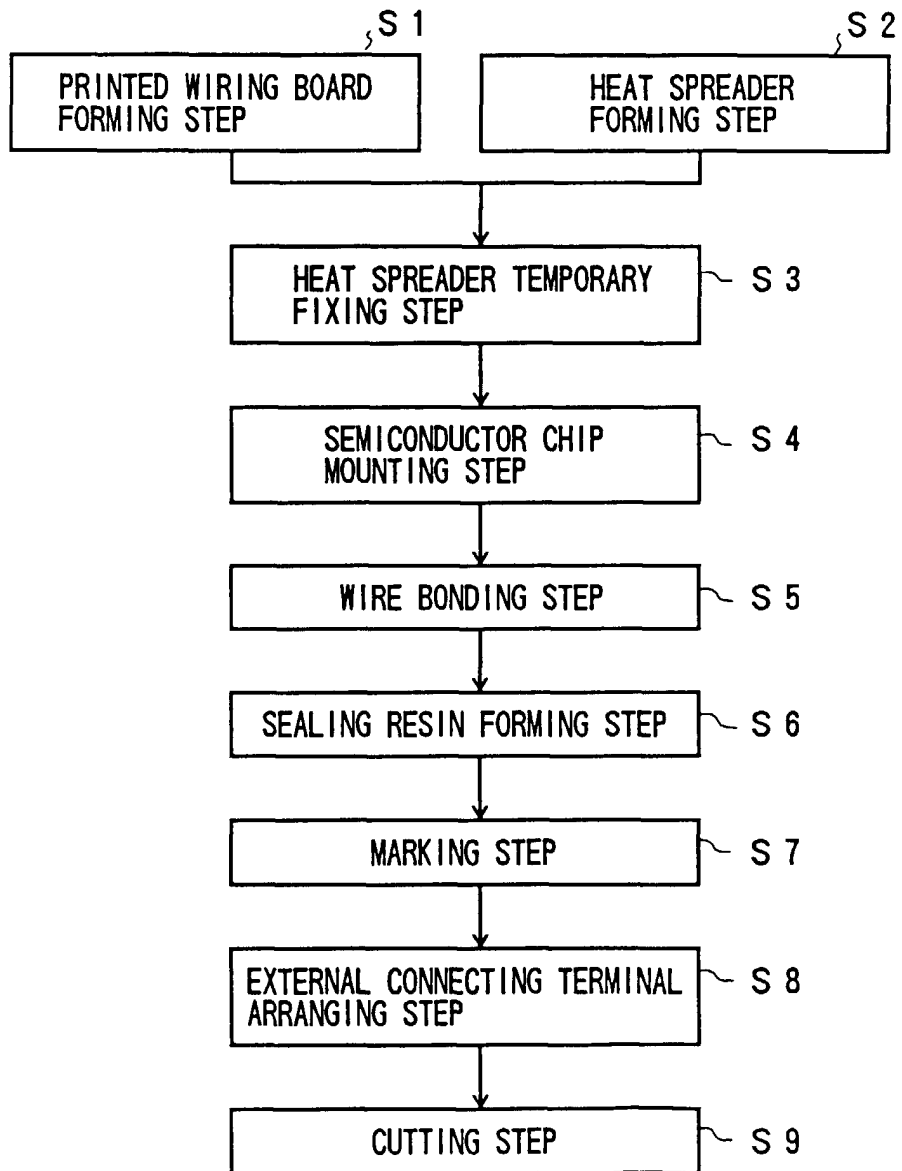 S 1
S 2
PRINTED WIRING BOARD
FORMING STEP
HEAT SPREADER
FORMING STEP
HEAT SPREADER TEMPORARY
FIXING STEP
S 3
SEMICONDUCTOR CHIP
MOUNTING STEP
S 4
WIRE BONDING STEP
S 5
SEALING RESIN FORMING STEP
S 6
MARKING STEP
S 7
EXTERNAL CONNECTING TERMINAL
ARRANGING STEP
S 8
CUTTING STEP
S 9